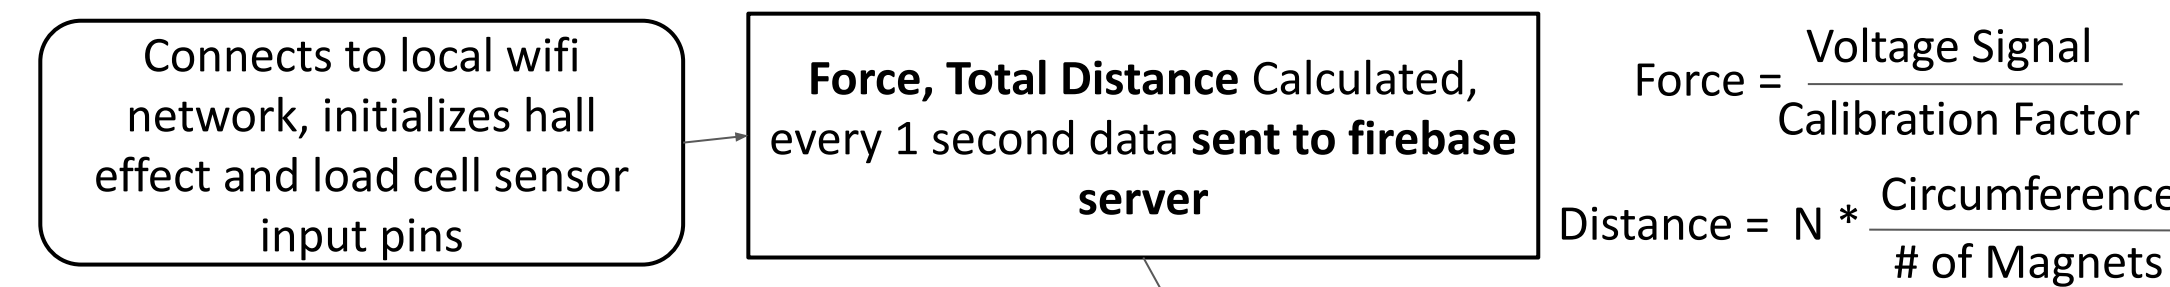 Connects to local wifi
network, initializes hall
effect and load cell sensor
input pins
Force, Total Distance Calculated,
every 1 second data sent to firebase
server
Force = Voltage Signal
Calibration Factor
Distance = N * Circumference
# of Magnets